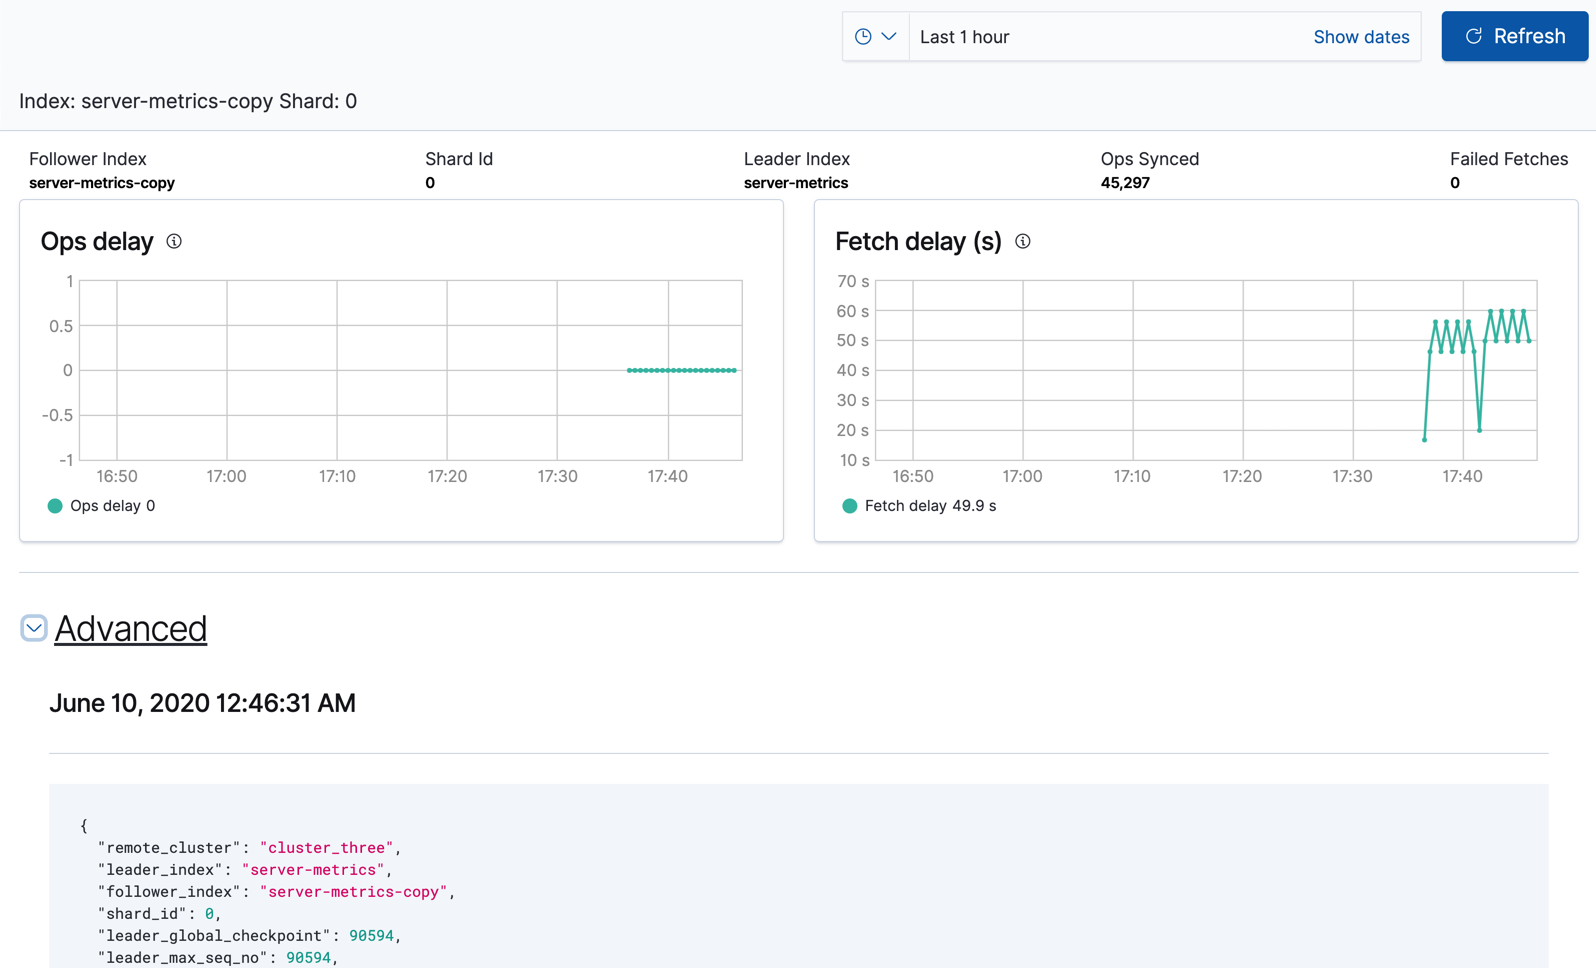 Last 1 hour Show dates Refresh
Index: server-metrics-copy Shard: 0
Follower Index Shard Id Leader Index Ops Synced Failed Fetches
server-metrics-copy 0 server-metrics 45,297 0
Ops delay
1
0.5
0
-0.5
-1
16:50 17:00 17:10 17:20 17:30 17:40
Ops delay 0
Fetch delay (s)
70 s
60 s
50 s
40 s
30 s
20 s
10 s
16:50 17:00 17:10 17:20 17:30 17:40
Fetch delay 49.9 s
Advanced
June 10, 2020 12:46:31 AM
{
"remote_cluster": "cluster_three",
"leader_index": "server-metrics",
"follower_index": "server-metrics-copy",
"shard_id": 0,
"leader_global_checkpoint": 90594,
"leader_max_seq_no": 90594,